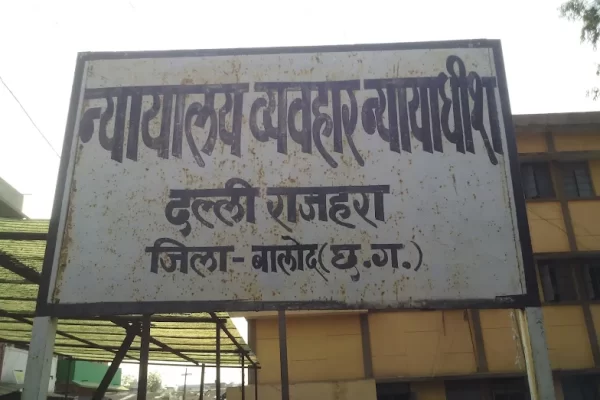 न्यायालय व्यवहार न्यायाधीश
दल्ली राजहरा
जिला - बालोद (छ.ग.)